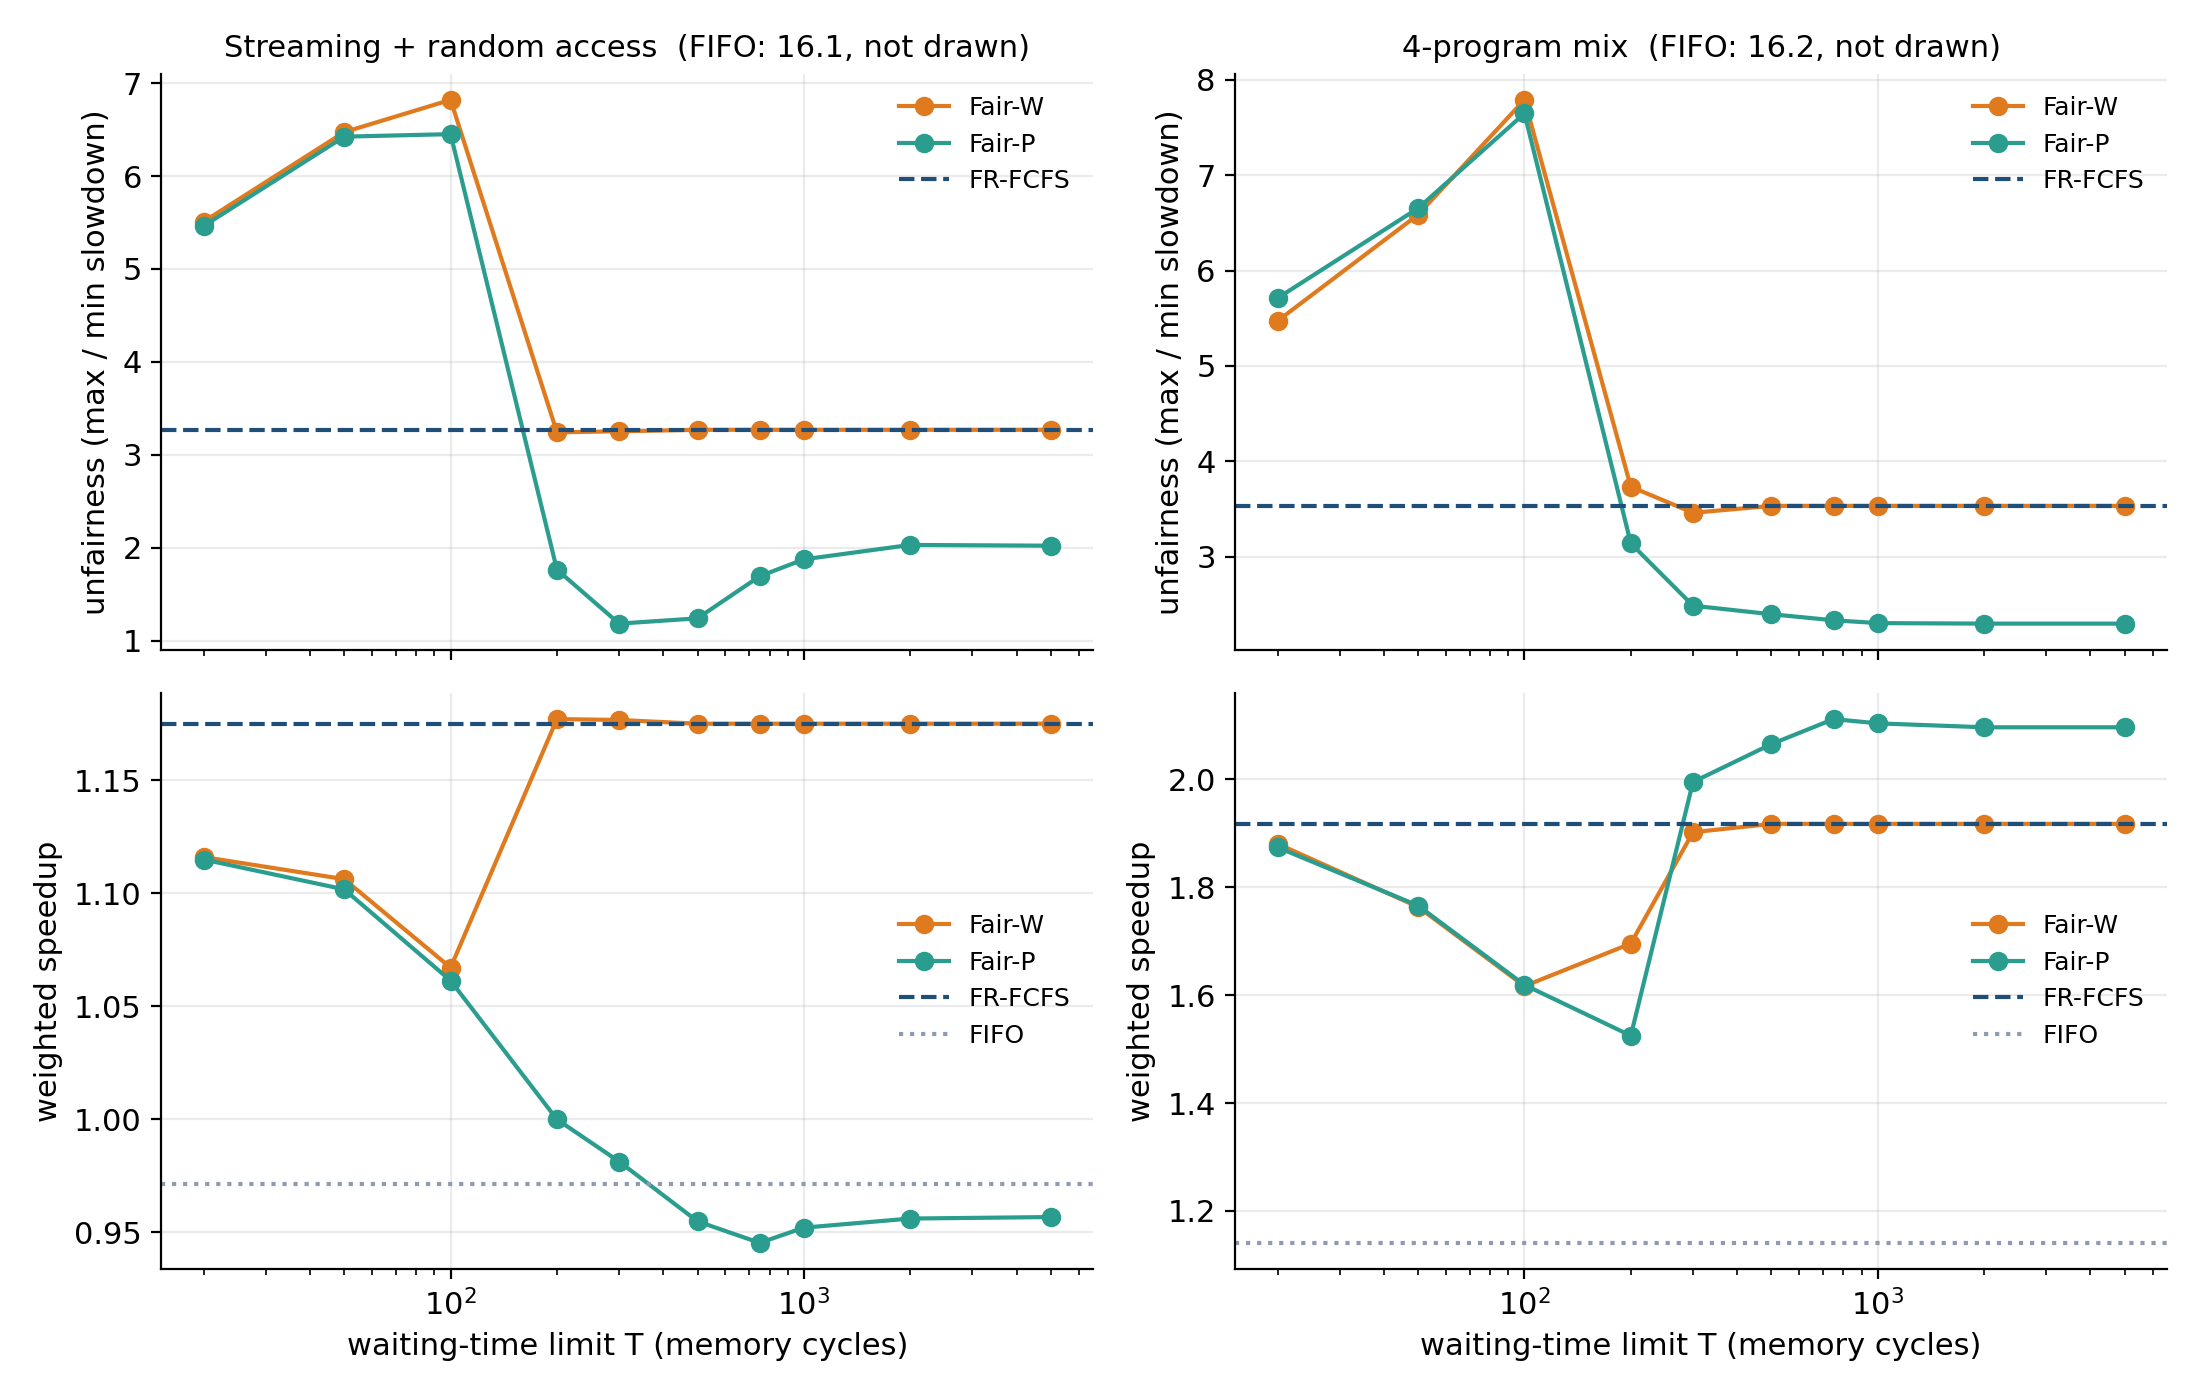 Streaming + random access  (FIFO: 16.1, not drawn)
unfairness (max / min slowdown)
7
6
5
4
3
2
1
Fair-W
Fair-P
FR-FCFS
4-program mix  (FIFO: 16.2, not drawn)
unfairness (max / min slowdown)
8
7
6
5
4
3
Fair-W
Fair-P
FR-FCFS
weighted speedup
1.15
1.10
1.05
1.00
0.95
Fair-W
Fair-P
FR-FCFS
FIFO
10² 10³
waiting-time limit T (memory cycles)
weighted speedup
2.0
1.8
1.6
1.4
1.2
Fair-W
Fair-P
FR-FCFS
FIFO
10² 10³
waiting-time limit T (memory cycles)